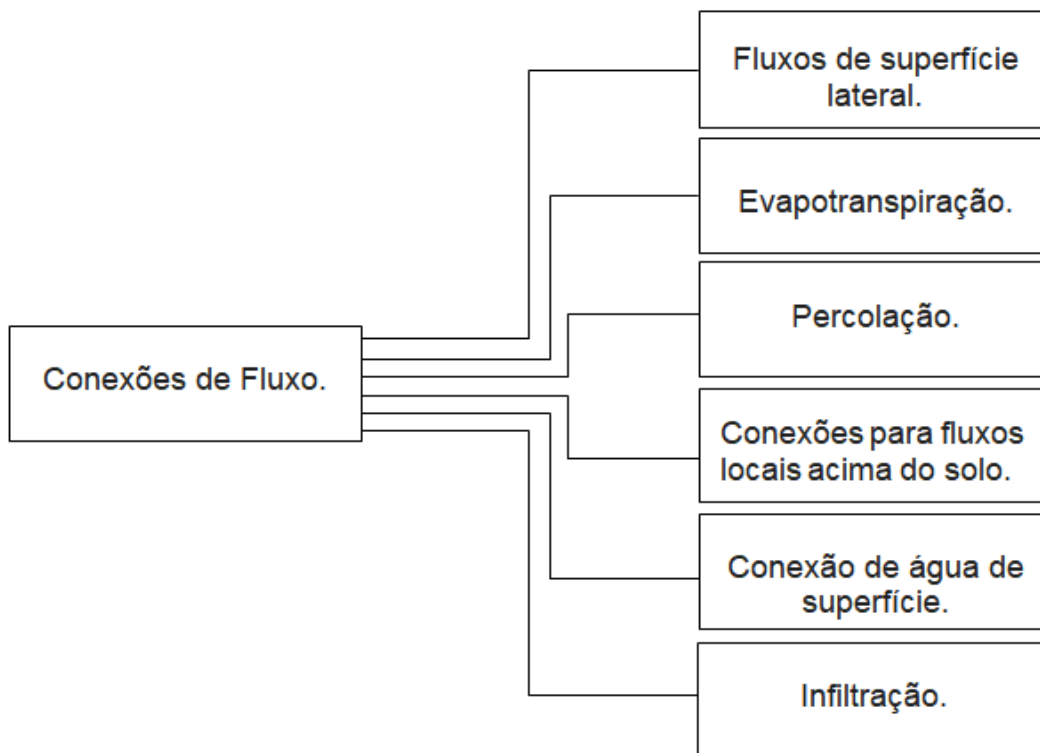 Fluxos de superfície
lateral.
Evapotranspiração.
Percolação.
Conexões de Fluxo.
Conexões para fluxos
locais acima do solo.
Conexão de água de
superfície.
Infiltração.